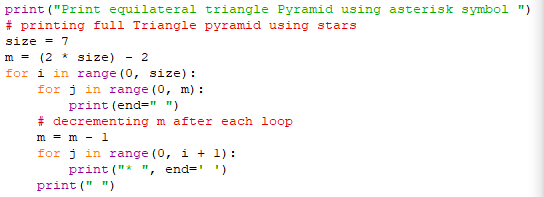 print("Print equilateral triangle Pyramid using asterisk symbol ")
# printing full Triangle pyramid using stars
size = 7
m = (2 * size) - 2
for i in range(0, size):
    for j in range(0, m):
        print(end=" ")
    # decrementing m after each loop
    m = m - 1
    for j in range(0, i + 1):
        print("* ", end=' ')
    print(" ")